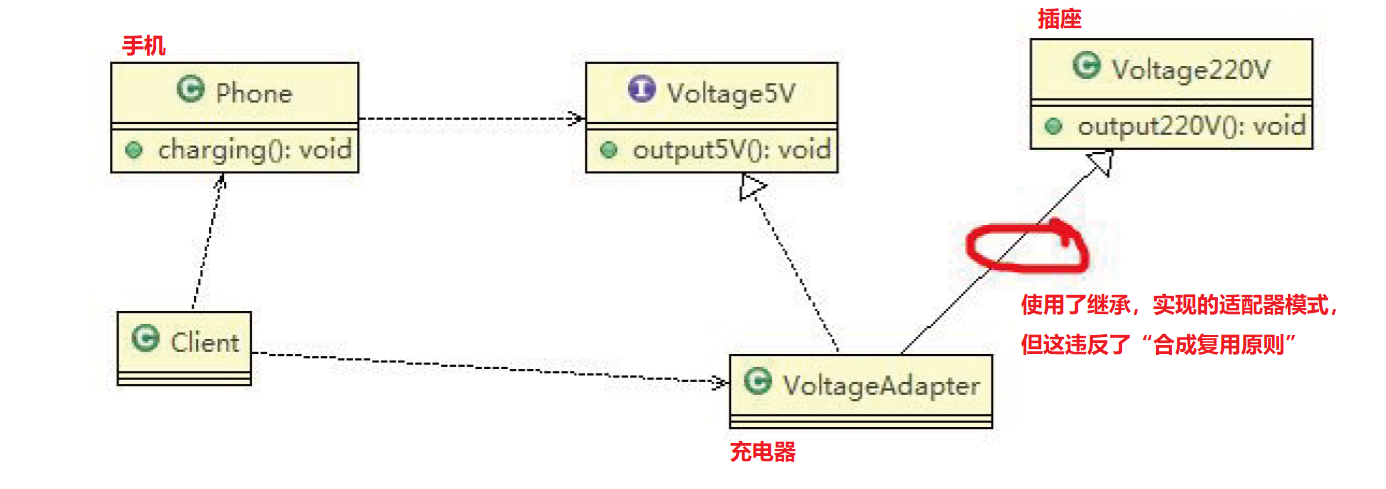 手机
C Phone
charging(): void
I Voltage5V
output5V(): void
插座
C Voltage220V
output220V(): void
使用了继承，实现的适配器模式，
但这违反了“合成复用原则”
C Client
C VoltageAdapter
充电器